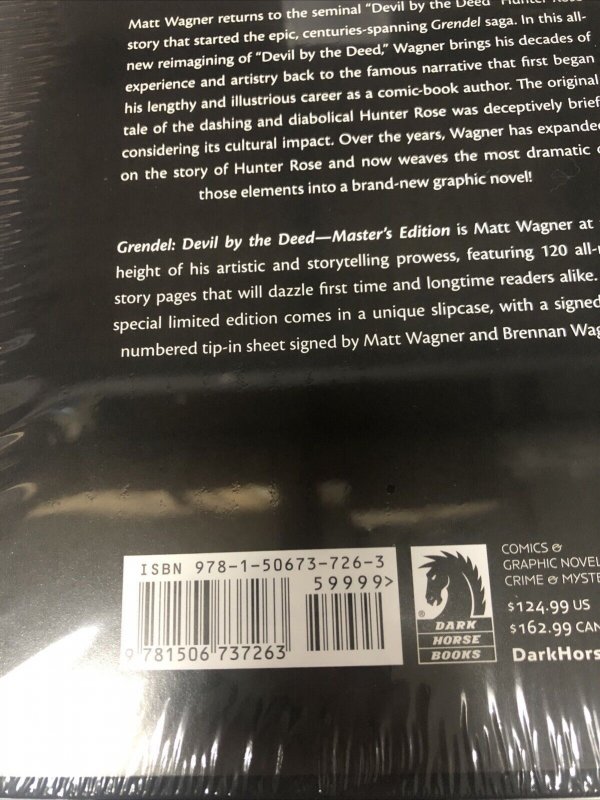 Matt Wagner returns to the seminal "Devil by the Deed" Hunter Rose
story that started the epic, centuries-spanning Grendel saga. In this all-
new reimagining of "Devil by the Deed," Wagner brings his decades of
experience and artistry back to the famous narrative that first began
his lengthy and illustrious career as a comic-book author. The original
tale of the dashing and diabolical Hunter Rose was deceptively brief
considering its cultural impact. Over the years, Wagner has expande
on the story of Hunter Rose and now weaves the most dramatic
those elements into a brand-new graphic novel!
Grendel: Devil by the Deed—Master's Edition is Matt Wagner at
height of his artistic and storytelling prowess, featuring 120 all-
story pages that will dazzle first time and longtime readers alike.
special limited edition comes in a unique slipcase, with a signed
numbered tip-in sheet signed by Matt Wagner and Brennan Wag
ISBN 978-1-50673-726-3
59999>
9 781506 737263
® DARK
HORSE
BOOKS
COMICS &
GRAPHIC NOVEL
CRIME & MYSTE
$124.99 US
$162.99 CAN
DarkHors